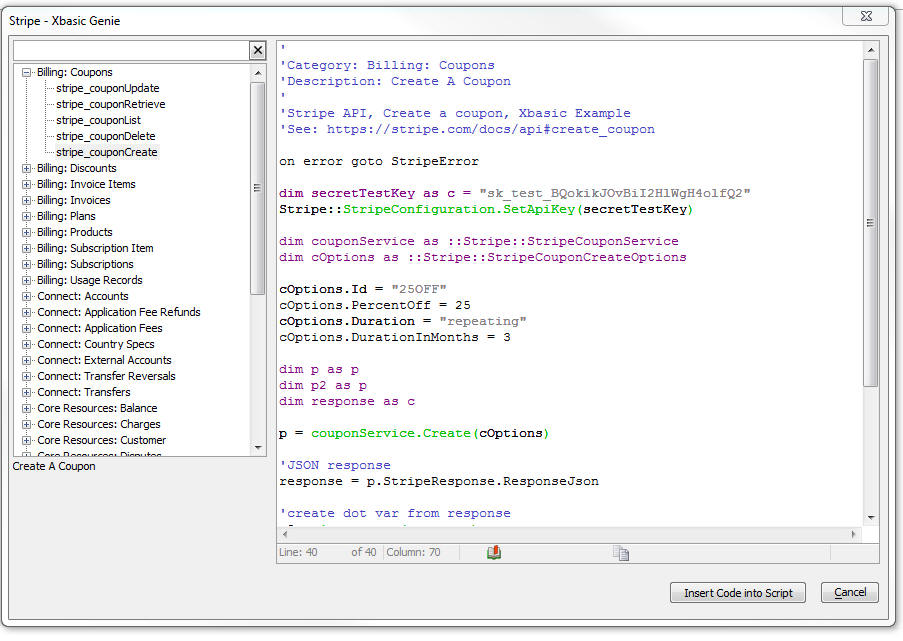 Stripe - Xbasic Genie
Billing: Coupons
stripe_couponUpdate
stripe_couponRetrieve
stripe_couponList
stripe_couponDelete
stripe_couponCreate
Billing: Discounts
Billing: Invoice Items
Billing: Invoices
Billing: Plans
Billing: Products
Billing: Subscription Item
Billing: Subscriptions
Billing: Usage Records
Connect: Accounts
Connect: Application Fee Refunds
Connect: Application Fees
Connect: Country Specs
Connect: External Accounts
Connect: Transfer Reversals
Connect: Transfers
Core Resources: Balance
Core Resources: Charges
Core Resources: Customer
Core Resources: Disputes
Create A Coupon
'
'Category: Billing: Coupons
'Description: Create A Coupon
'
'Stripe API, Create a coupon, Xbasic Example
'See: https://stripe.com/docs/api#create_coupon
on error goto StripeError
dim secretTestKey as c = "sk_test_BQokikJOvBiI2HlWgH4olfQ2"
Stripe::StripeConfiguration.SetApiKey(secretTestKey)
dim couponService as ::Stripe::StripeCouponService
dim cOptions as ::Stripe::StripeCouponCreateOptions
cOptions.Id = "25OFF"
cOptions.PercentOff = 25
cOptions.Duration = "repeating"
cOptions.DurationInMonths = 3
dim p as p
dim p2 as p
dim response as c
p = couponService.Create(cOptions)
'JSON response
response = p.StripeResponse.ResponseJson
'create dot var from response
Line: 40 of 40 Column: 70
Insert Code into Script
Cancel